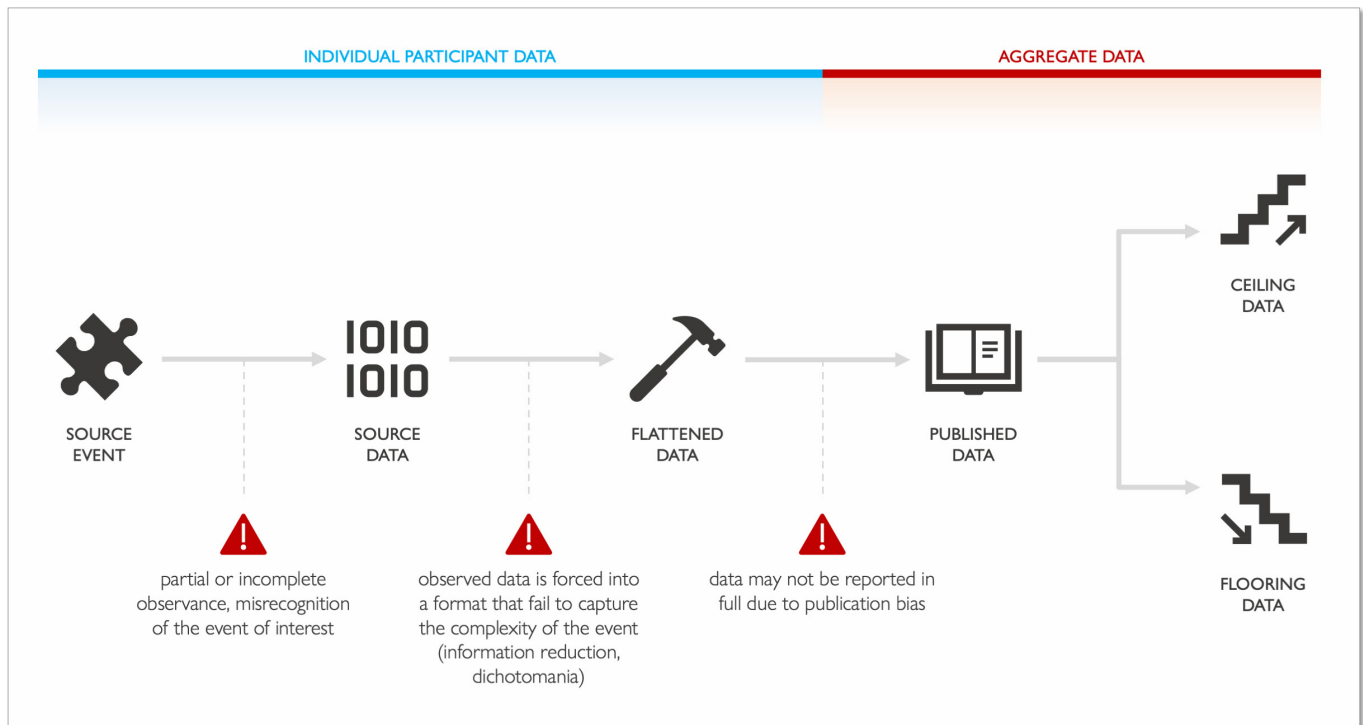 INDIVIDUAL PARTICIPANT DATA
AGGREGATE DATA
CEILING
DATA
1010
1010
SOURCE
EVENT
SOURCE
DATA
FLATTENED
DATA
PUBLISHED
DATA
partial or incomplete
observance, misrecognition
of the event of interest
observed data is forced into
a format that fail to capture
the complexity of the event
(information reduction,
dichotomania)
data may not be reported in
full due to publication bias
FLOORING
DATA